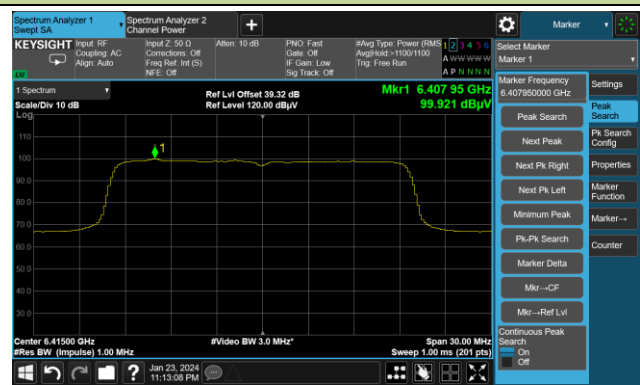 Spectrum Analyzer 1
Swept SA
Spectrum Analyzer 2
Channel Power
Marker
KEYSIGHT
Input: RF
Coupling: AC
Align: Auto
Input Z: 50 Ω
Corrections: Off
Freq Ref: Int (S)
NFE: Off
Atten: 10 dB
PNO: Fast
Gate: Off
IF Gain: Low
Sig Track: Off
#Avg Type: Power (RMS
Avg|Hold:>1100/1100
Trig: Free Run
1 2 3 4 5 6
A W W W W W
A P N N N N
Select Marker
Marker 1
1 Spectrum
Scale/Div 10 dB
Log
Ref Lvl Offset 39.32 dB
Ref Level 120.00 dBµV
Mkr1 6.407 95 GHz
99.921 dBµV
110
100
90.0
80.0
70.0
60.0
50.0
40.0
30.0
1
Center 6.41500 GHz
#Res BW (Impulse) 1.00 MHz
#Video BW 3.0 MHz*
Span 30.00 MHz
Sweep 1.00 ms (201 pts)
Marker Frequency
6.407950000 GHz
Peak Search
Next Peak
Next Pk Right
Next Pk Left
Minimum Peak
Pk-Pk Search
Marker Delta
Mkr→CF
Mkr→Ref Lvl
Continuous Peak
Search
On
Off
Settings
Peak
Search
Pk Search
Config
Properties
Marker
Function
Marker→
Counter
?
Jan 23, 2024
11:13:08 PM